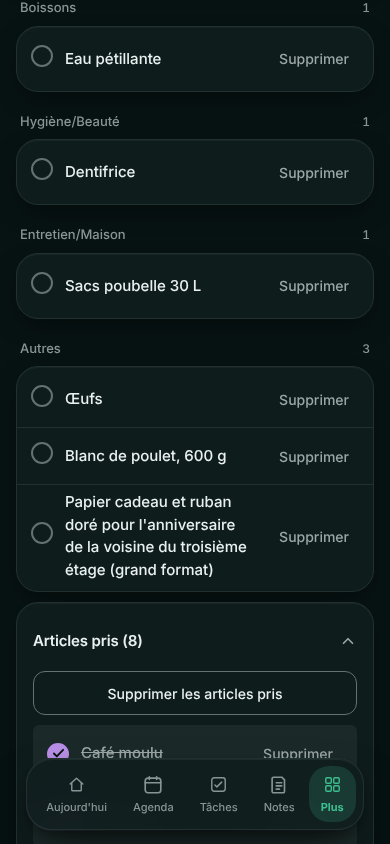 Boissons 1
Eau pétillante Supprimer
Hygiène/Beauté 1
Dentifrice Supprimer
Entretien/Maison 1
Sacs poubelle 30 L Supprimer
Autres 3
Œufs Supprimer
Blanc de poulet, 600 g Supprimer
Papier cadeau et ruban
doré pour l'anniversaire
de la voisine du troisième
étage (grand format)
Supprimer
Articles pris (8)
Supprimer les articles pris
Café moulu Supprimer
Aujourd'hui Agenda Tâches Notes Plus